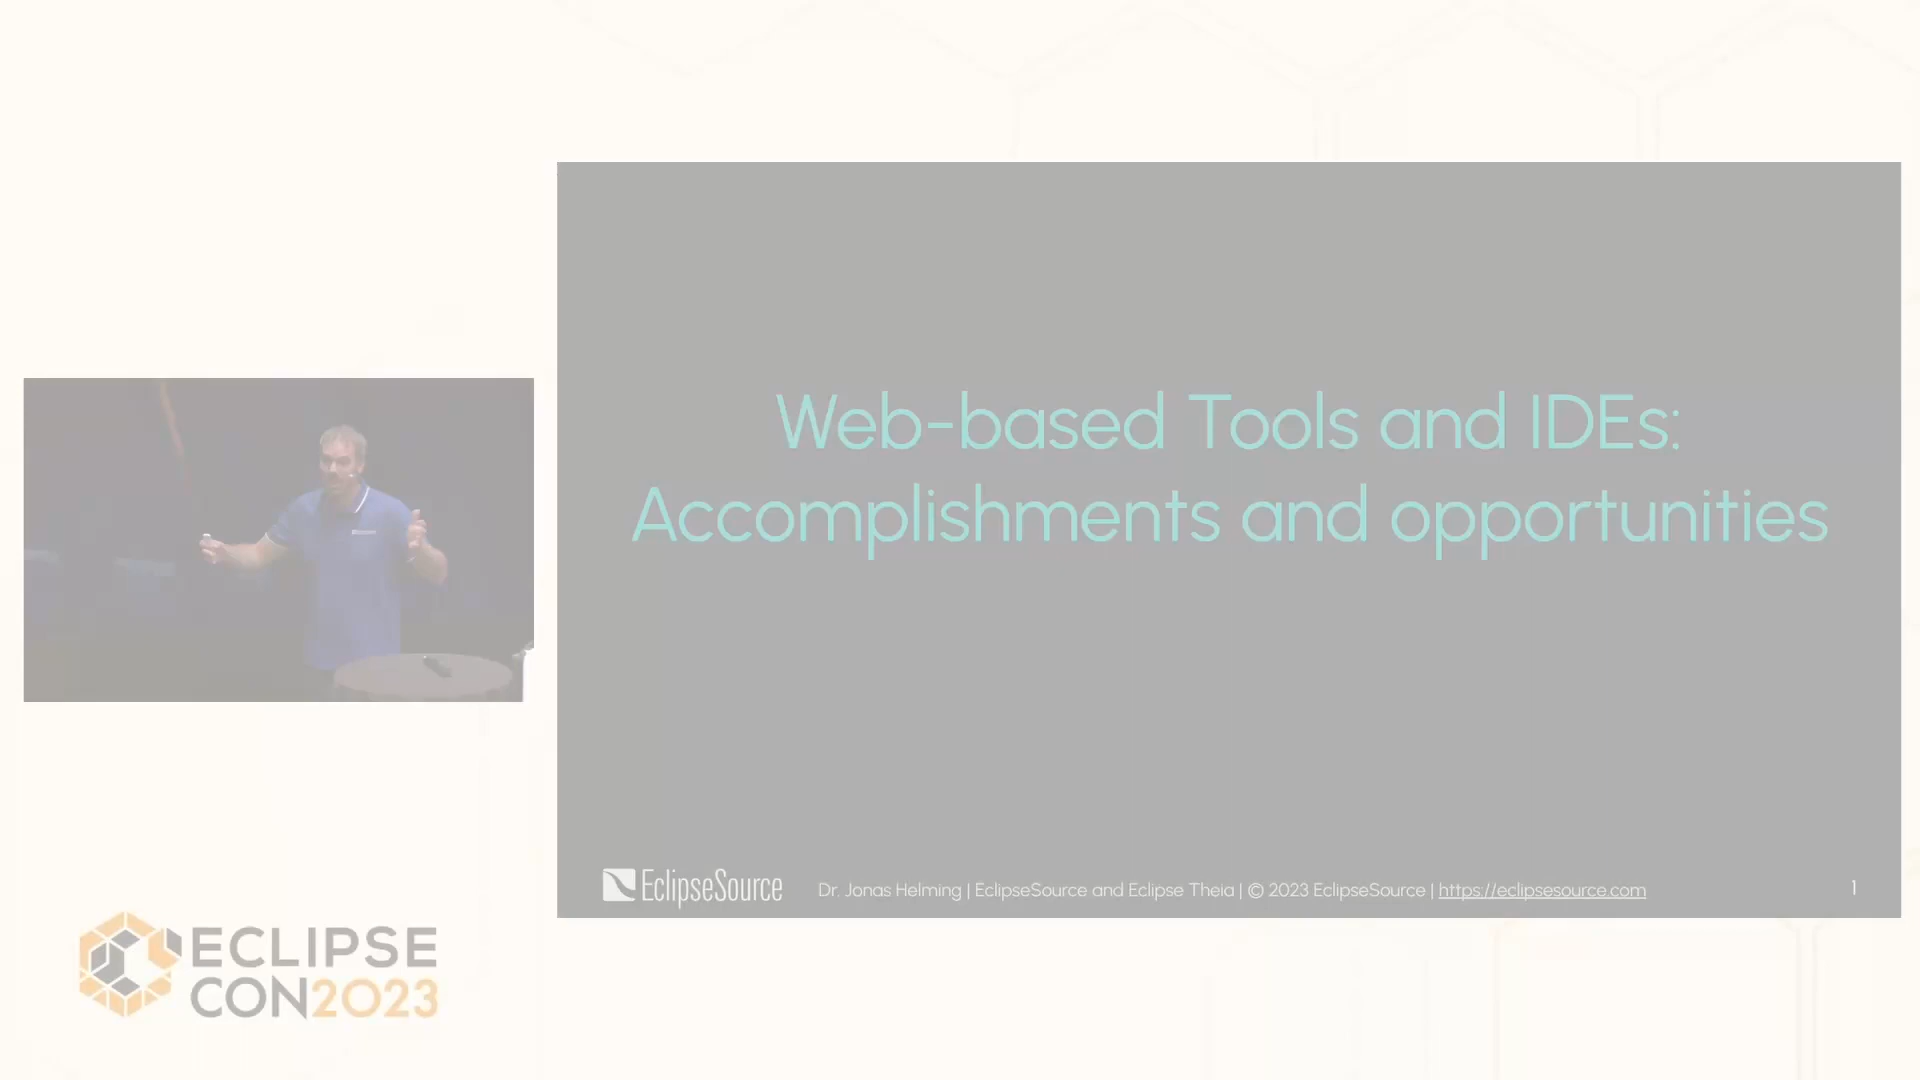 Web-based Tools and IDEs:
Accomplishments and opportunities
EclipseSource
Dr. Jonas Helming | EclipseSource and Eclipse Theia | © 2023 EclipseSource | https://eclipsesource.com
1
ECLIPSE
CON2023